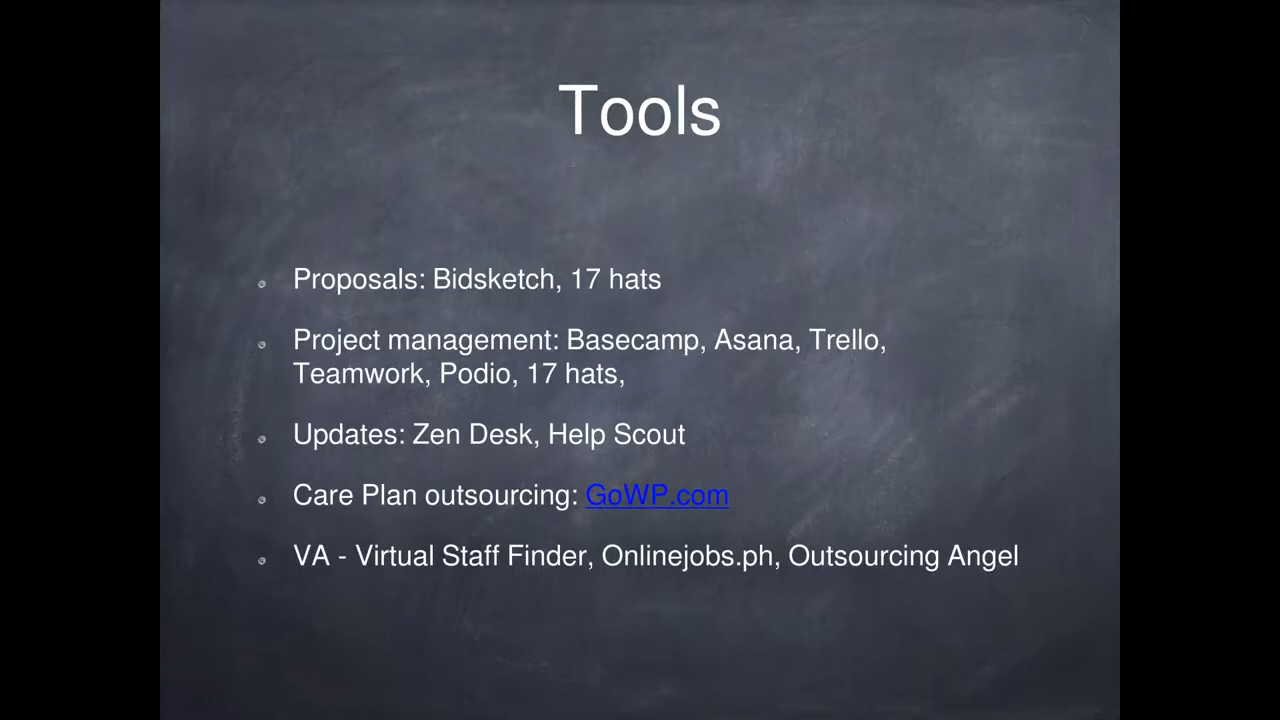 Tools
Proposals: Bidsketch, 17 hats
Project management: Basecamp, Asana, Trello,
Teamwork, Podio, 17 hats,
Updates: Zen Desk, Help Scout
Care Plan outsourcing: GoWP.com
VA - Virtual Staff Finder, Onlinejobs.ph, Outsourcing Angel